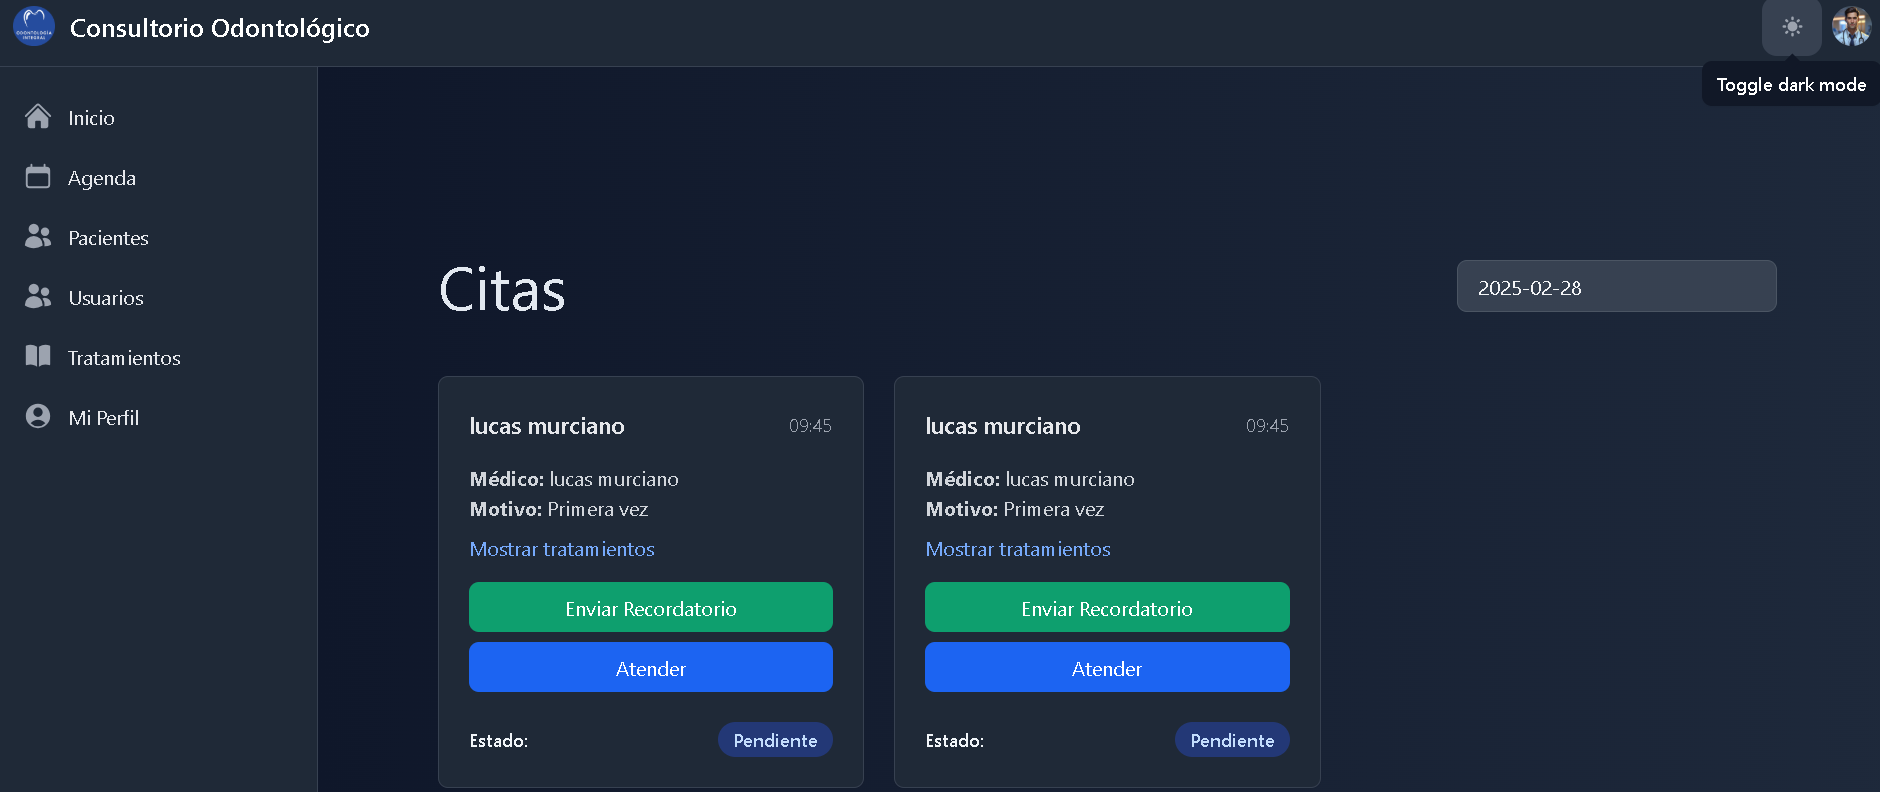 ODONTOLOGÍA
INTEGRAL
Consultorio Odontológico
Toggle dark mode
Inicio
Agenda
Pacientes
Usuarios
Tratamientos
Mi Perfil
Citas
2025-02-28
lucas murciano 09:45
Médico: lucas murciano
Motivo: Primera vez
Mostrar tratamientos
Enviar Recordatorio
Atender
Estado: Pendiente
lucas murciano 09:45
Médico: lucas murciano
Motivo: Primera vez
Mostrar tratamientos
Enviar Recordatorio
Atender
Estado: Pendiente